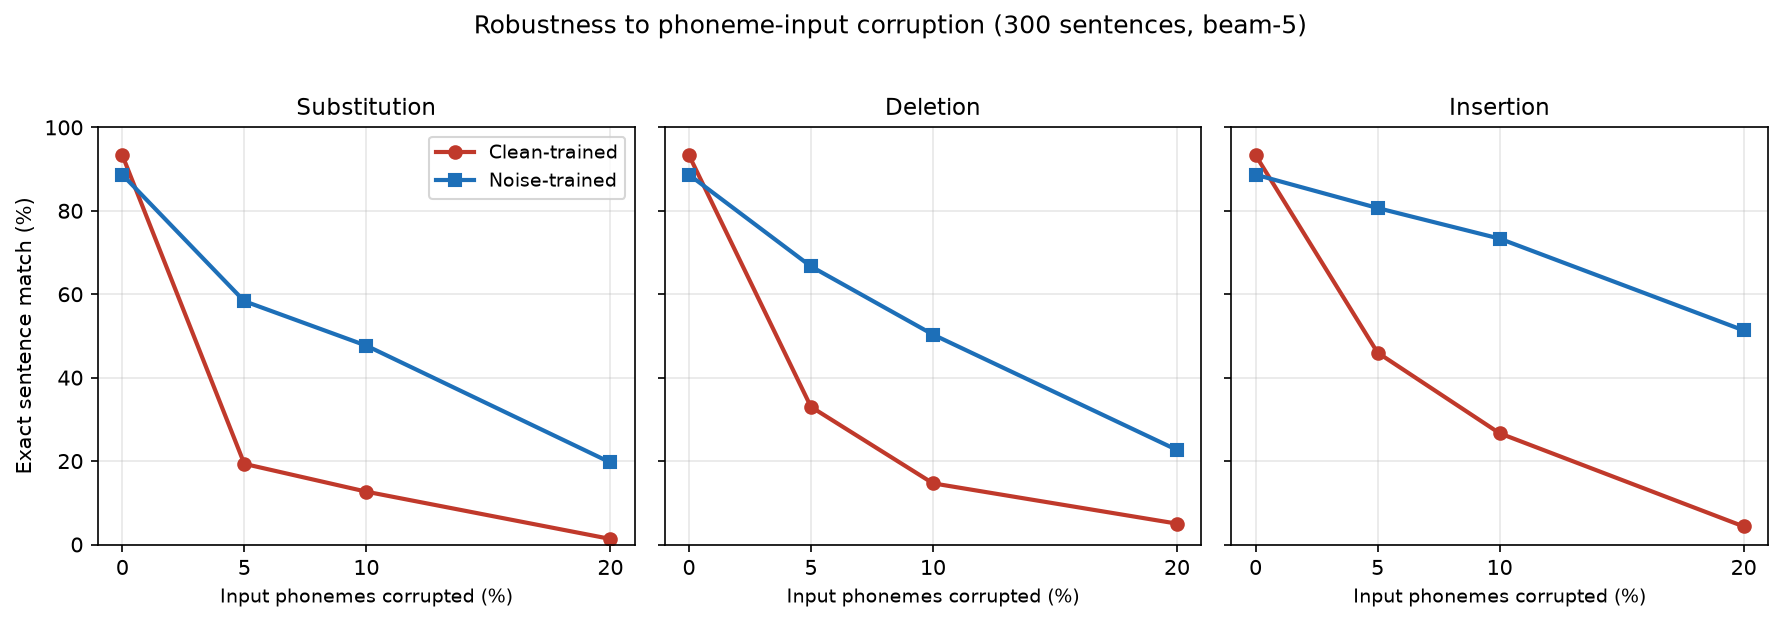 Robustness to phoneme-input corruption (300 sentences, beam-5)
Substitution
Deletion
Insertion
Exact sentence match (%)
100
80
60
40
20
0
Clean-trained
Noise-trained
0 5 10 20
0 5 10 20
0 5 10 20
Input phonemes corrupted (%)
Input phonemes corrupted (%)
Input phonemes corrupted (%)